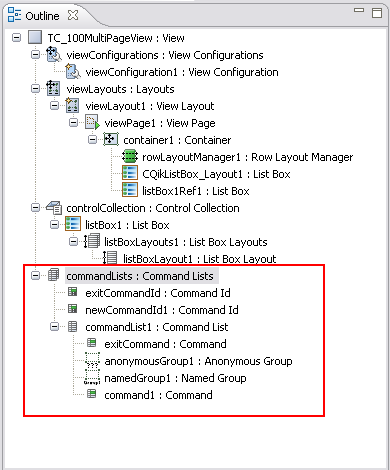 Outline
TC_100MultiPageView : View
viewConfigurations : View Configurations
viewConfiguration1 : View Configuration
viewLayouts : Layouts
viewLayout1 : View Layout
viewPage1 : View Page
container1 : Container
rowLayoutManager1 : Row Layout Manager
CQikListBox_Layout1 : List Box
listBox1Ref1 : List Box
controlCollection : Control Collection
listBox1 : List Box
listBoxLayouts1 : List Box Layouts
listBoxLayout1 : List Box Layout
commandLists : Command Lists
exitCommandId : Command Id
newCommandId1 : Command Id
commandList1 : Command List
exitCommand : Command
anonymousGroup1 : Anonymous Group
namedGroup1 : Named Group
command1 : Command